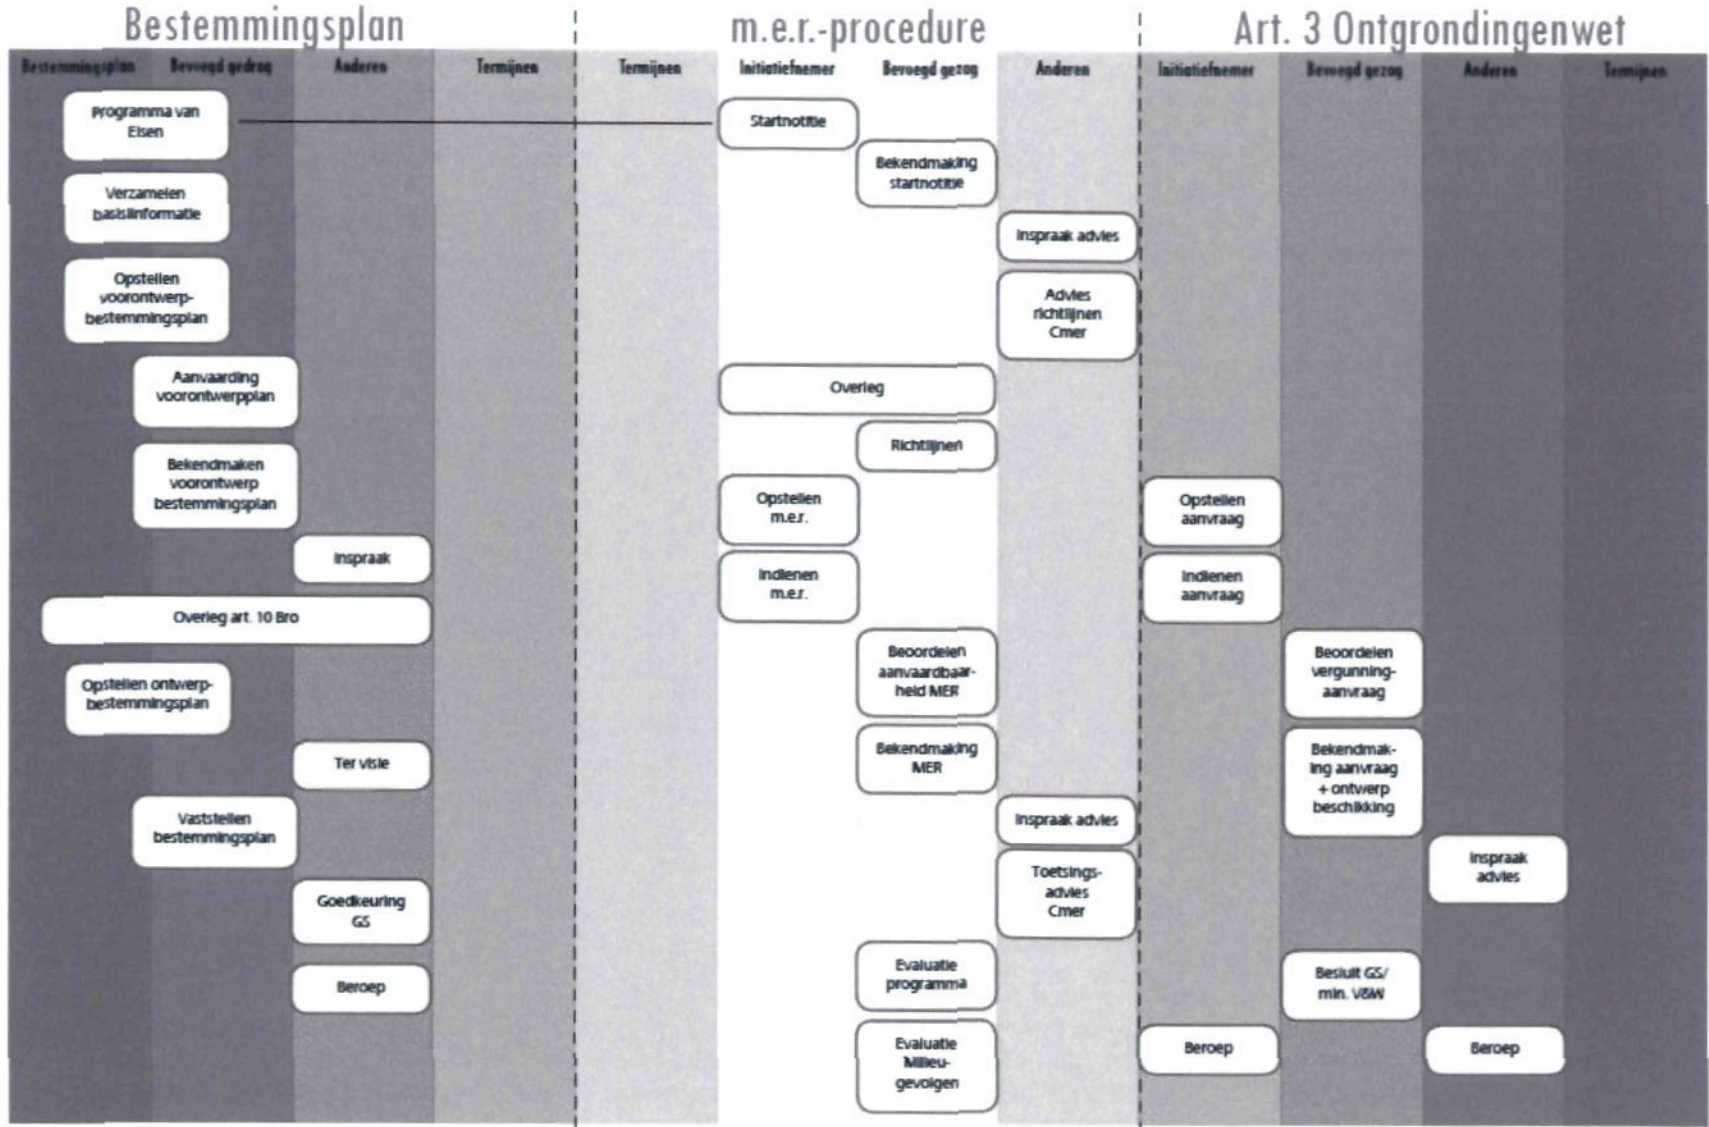 Bestemmingsplan
m.e.r.-procedure
Art. 3 Ontgrondingenwet
Bestemmingsplan
Bevoegd gedrag
Anderen
Termijnen
Termijnen
Initiatiefnemer
Bevoegd gezag
Anderen
Initiatiefnemer
Bevoegd gezag
Anderen
Termijnen
Programma van
Eisen
Verzamelen
basisiinformatie
Opstellen
voorontwerp-
bestemmingsplan
Aanvaarding
voorontwerpplan
Bekendmaken
voorontwerp
bestemmingsplan
Inspraak
Overleg art. 10 Bro
Opstellen ontwerp-
bestemmingsplan
Ter visie
Vaststellen
bestemmingsplan
Goedkeuring
GS
Beroep
Startnotitie
Bekendmaking
startnotitie
Inspraak advies
Advies
richtlijnen
Cmer
Overleg
Richtlijnen
Opstellen
m.e.r.
Indienen
m.e.r.
Beoordelen
aanvaardbaar-
heid MER
Bekendmaking
MER
Inspraak advies
Toetsings-
advies
Cmer
Evaluatie
programma
Evaluatie
Milieu-
gevolgen
Opstellen
aanvraag
Indienen
aanvraag
Beoordelen
vergunning-
aanvraag
Bekendmak-
ing aanvraag
+ ontwerp
beschikking
Inspraak
advies
Besluit GS/
min. V&W
Beroep
Beroep